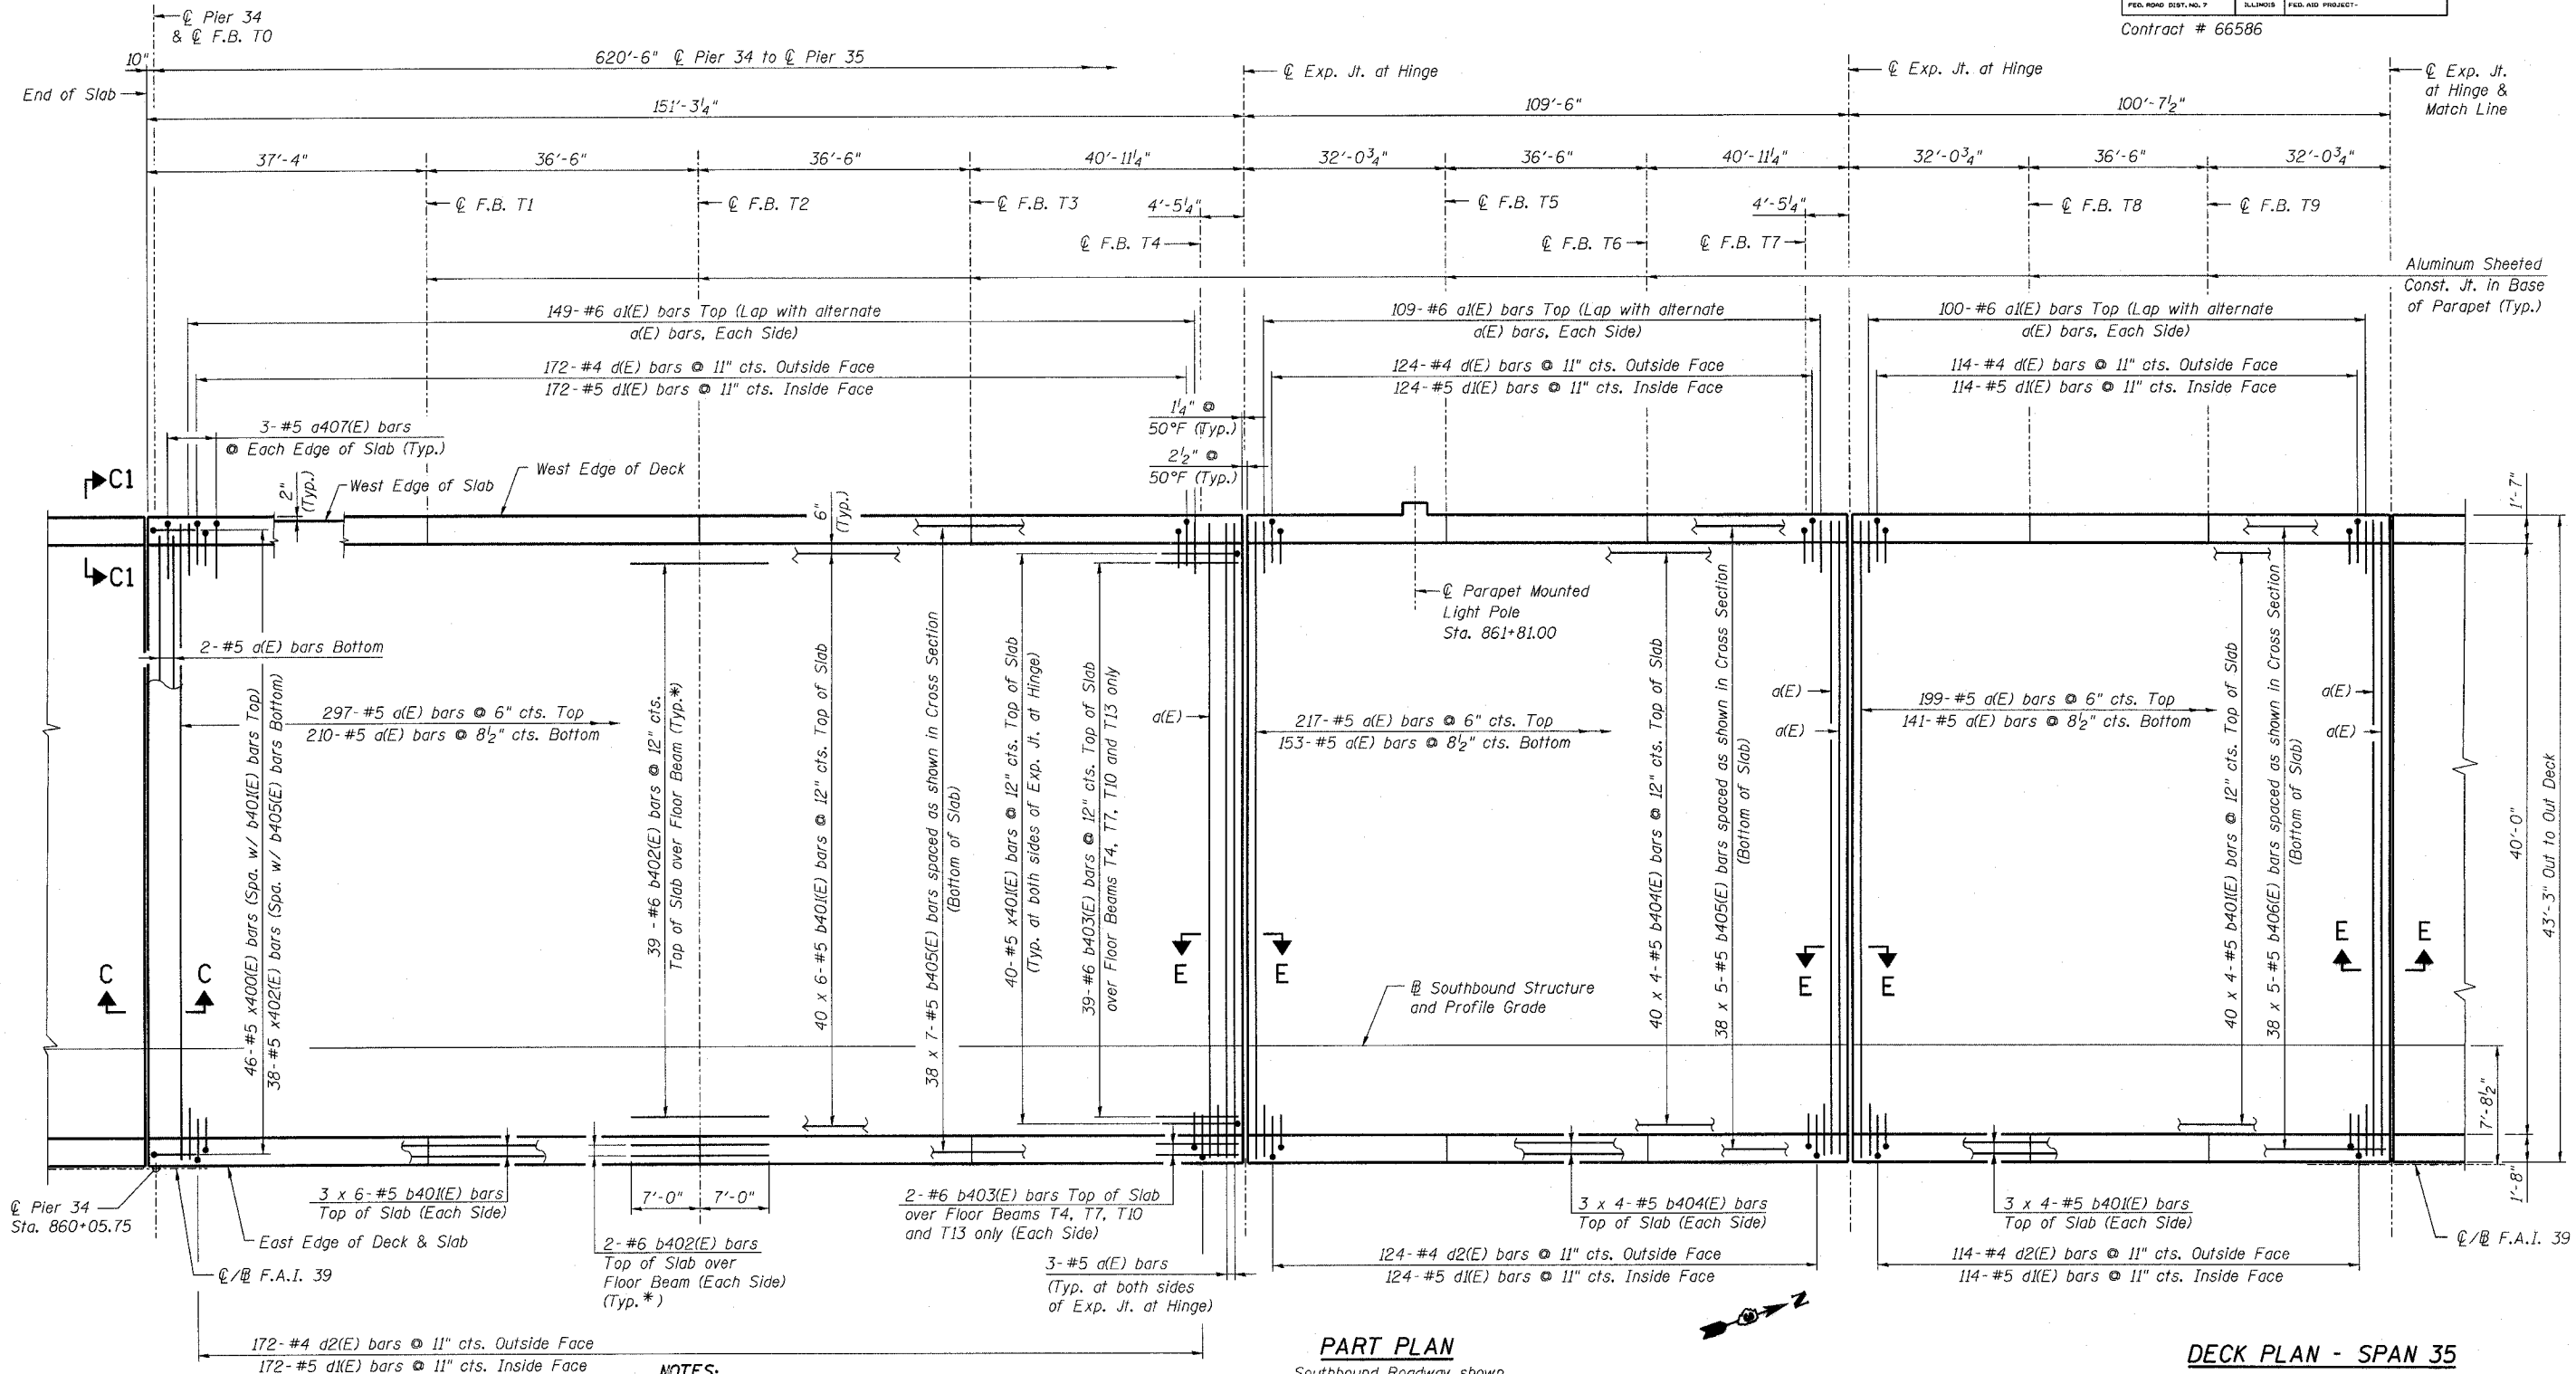 FED. ROAD DIST. NO. 7 ILLINOIS FED. AID PROJECT-
Contract # 66586
℄ Pier 34
& ℄ F.B. T0
10"
620'-6" ℄ Pier 34 to ℄ Pier 35
℄ Exp. Jt. at Hinge
℄ Exp. Jt. at Hinge
℄ Exp. Jt.
at Hinge &
Match Line
End of Slab
151'-3¼"
109'-6"
100'-7½"
37'-4"
36'-6"
36'-6"
40'-11¼"
32'-0¾"
36'-6"
40'-11¼"
32'-0¾"
36'-6"
32'-0¾"
℄ F.B. T1
℄ F.B. T2
℄ F.B. T3
4'-5¼"
℄ F.B. T4
℄ F.B. T5
℄ F.B. T6
4'-5¼"
℄ F.B. T7
℄ F.B. T8
℄ F.B. T9
Aluminum Sheeted
Const. Jt. in Base
of Parapet (Typ.)
149-#6 a1(E) bars Top (Lap with alternate
a(E) bars, Each Side)
109-#6 a1(E) bars Top (Lap with alternate
a(E) bars, Each Side)
100-#6 a1(E) bars Top (Lap with alternate
a(E) bars, Each Side)
172-#4 d(E) bars @ 11" cts. Outside Face
172-#5 d1(E) bars @ 11" cts. Inside Face
124-#4 d(E) bars @ 11" cts. Outside Face
124-#5 d1(E) bars @ 11" cts. Inside Face
114-#4 d(E) bars @ 11" cts. Outside Face
114-#5 d1(E) bars @ 11" cts. Inside Face
3-#5 a407(E) bars
@ Each Edge of Slab (Typ.)
1¼" @
50°F (Typ.)
2½" @
50°F (Typ.)
C1
C1
2"
(Typ.)
West Edge of Slab
West Edge of Deck
6"
(Typ.)
1'-7"
℄ Parapet Mounted
Light Pole
Sta. 861+81.00
2-#5 a(E) bars Bottom
297-#5 a(E) bars @ 6" cts. Top
210-#5 a(E) bars @ 8½" cts. Bottom
46-#5 x400(E) bars (Spa. w/ b401(E) bars Top)
38-#5 x402(E) bars (Spa. w/ b405(E) bars Bottom)
39 -#6 b402(E) bars @ 12" cts.
Top of Slab over Floor Beam (Typ.*)
40 x 6-#5 b401(E) bars @ 12" cts. Top of Slab
38 x 7-#5 b405(E) bars spaced as shown in Cross Section
(Bottom of Slab)
40-#5 x401(E) bars @ 12" cts. Top of Slab
(Typ. at both sides of Exp. Jt. at Hinge)
39-#6 b403(E) bars @ 12" cts. Top of Slab
over Floor Beams T4, T7, T10 and T13 only
a(E)
217-#5 a(E) bars @ 6" cts. Top
153-#5 a(E) bars @ 8½" cts. Bottom
40 x 4-#5 b404(E) bars @ 12" cts. Top of Slab
38 x 5-#5 b405(E) bars spaced as shown in Cross Section
(Bottom of Slab)
a(E)
a(E)
199-#5 a(E) bars @ 6" cts. Top
141-#5 a(E) bars @ 8½" cts. Bottom
40 x 4-#5 b401(E) bars @ 12" cts. Top of Slab
38 x 5-#5 b406(E) bars spaced as shown in Cross Section
(Bottom of Slab)
a(E)
a(E)
40'-0"
43'-3" Out to Out Deck
C
C
E
E
E
E
E
E
℔ Southbound Structure
and Profile Grade
7'-8½"
1'-8"
℄ Pier 34
Sta. 860+05.75
East Edge of Deck & Slab
℄/℔ F.A.I. 39
3 x 6-#5 b401(E) bars
Top of Slab (Each Side)
7'-0"
7'-0"
2-#6 b402(E) bars
Top of Slab over
Floor Beam (Each Side)
(Typ.*)
2-#6 b403(E) bars Top of Slab
over Floor Beams T4, T7, T10
and T13 only (Each Side)
3-#5 a(E) bars
(Typ. at both sides
of Exp. Jt. at Hinge)
3 x 4-#5 b404(E) bars
Top of Slab (Each Side)
3 x 4-#5 b401(E) bars
Top of Slab (Each Side)
℄/℔ F.A.I. 39
124-#4 d2(E) bars @ 11" cts. Outside Face
124-#5 d1(E) bars @ 11" cts. Inside Face
114-#4 d2(E) bars @ 11" cts. Outside Face
114-#5 d1(E) bars @ 11" cts. Inside Face
172-#4 d2(E) bars @ 11" cts. Outside Face
172-#5 d1(E) bars @ 11" cts. Inside Face
N
NOTES:
PART PLAN
Southbound Roadway shown
DECK PLAN - SPAN 35